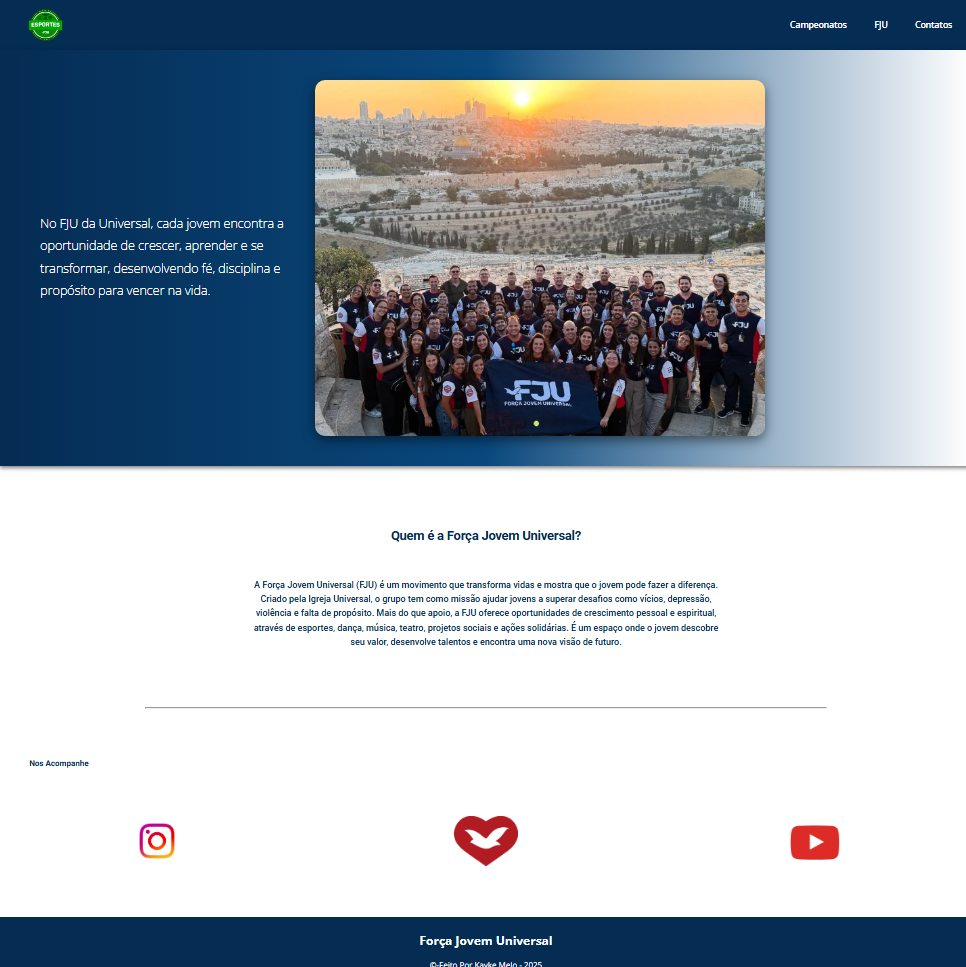 ESPORTES
FJU
Campeonatos
FJU
Contatos
No FJU da Universal, cada jovem encontra a
oportunidade de crescer, aprender e se
transformar, desenvolvendo fé, disciplina e
propósito para vencer na vida.
FJU
FJU
FORÇA JOVEM UNIVERSAL
Quem é a Força Jovem Universal?
A Força Jovem Universal (FJU) é um movimento que transforma vidas e mostra que o jovem pode fazer a diferença.
Criado pela Igreja Universal, o grupo tem como missão ajudar jovens a superar desafios como vícios, depressão,
violência e falta de propósito. Mais do que apoio, a FJU oferece oportunidades de crescimento pessoal e espiritual,
através de esportes, dança, música, teatro, projetos sociais e ações solidárias. É um espaço onde o jovem descobre
seu valor, desenvolve talentos e encontra uma nova visão de futuro.
Nos Acompanhe
Força Jovem Universal
©-Feito Por Kayke Melo - 2025